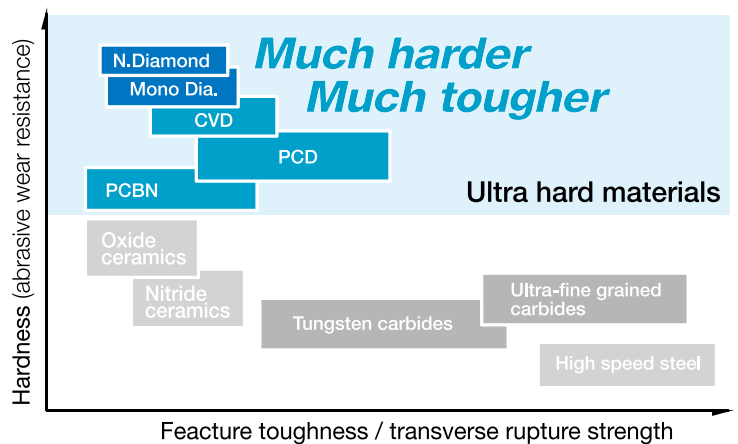 Hardness (abrasive wear resistance)
Much harder
Much tougher
N.Diamond
Mono Dia.
CVD
PCD
PCBN
Ultra hard materials
Oxide
ceramics
Nitride
ceramics
Tungsten carbides
Ultra-fine grained
carbides
High speed steel
Feacture toughness / transverse rupture strength